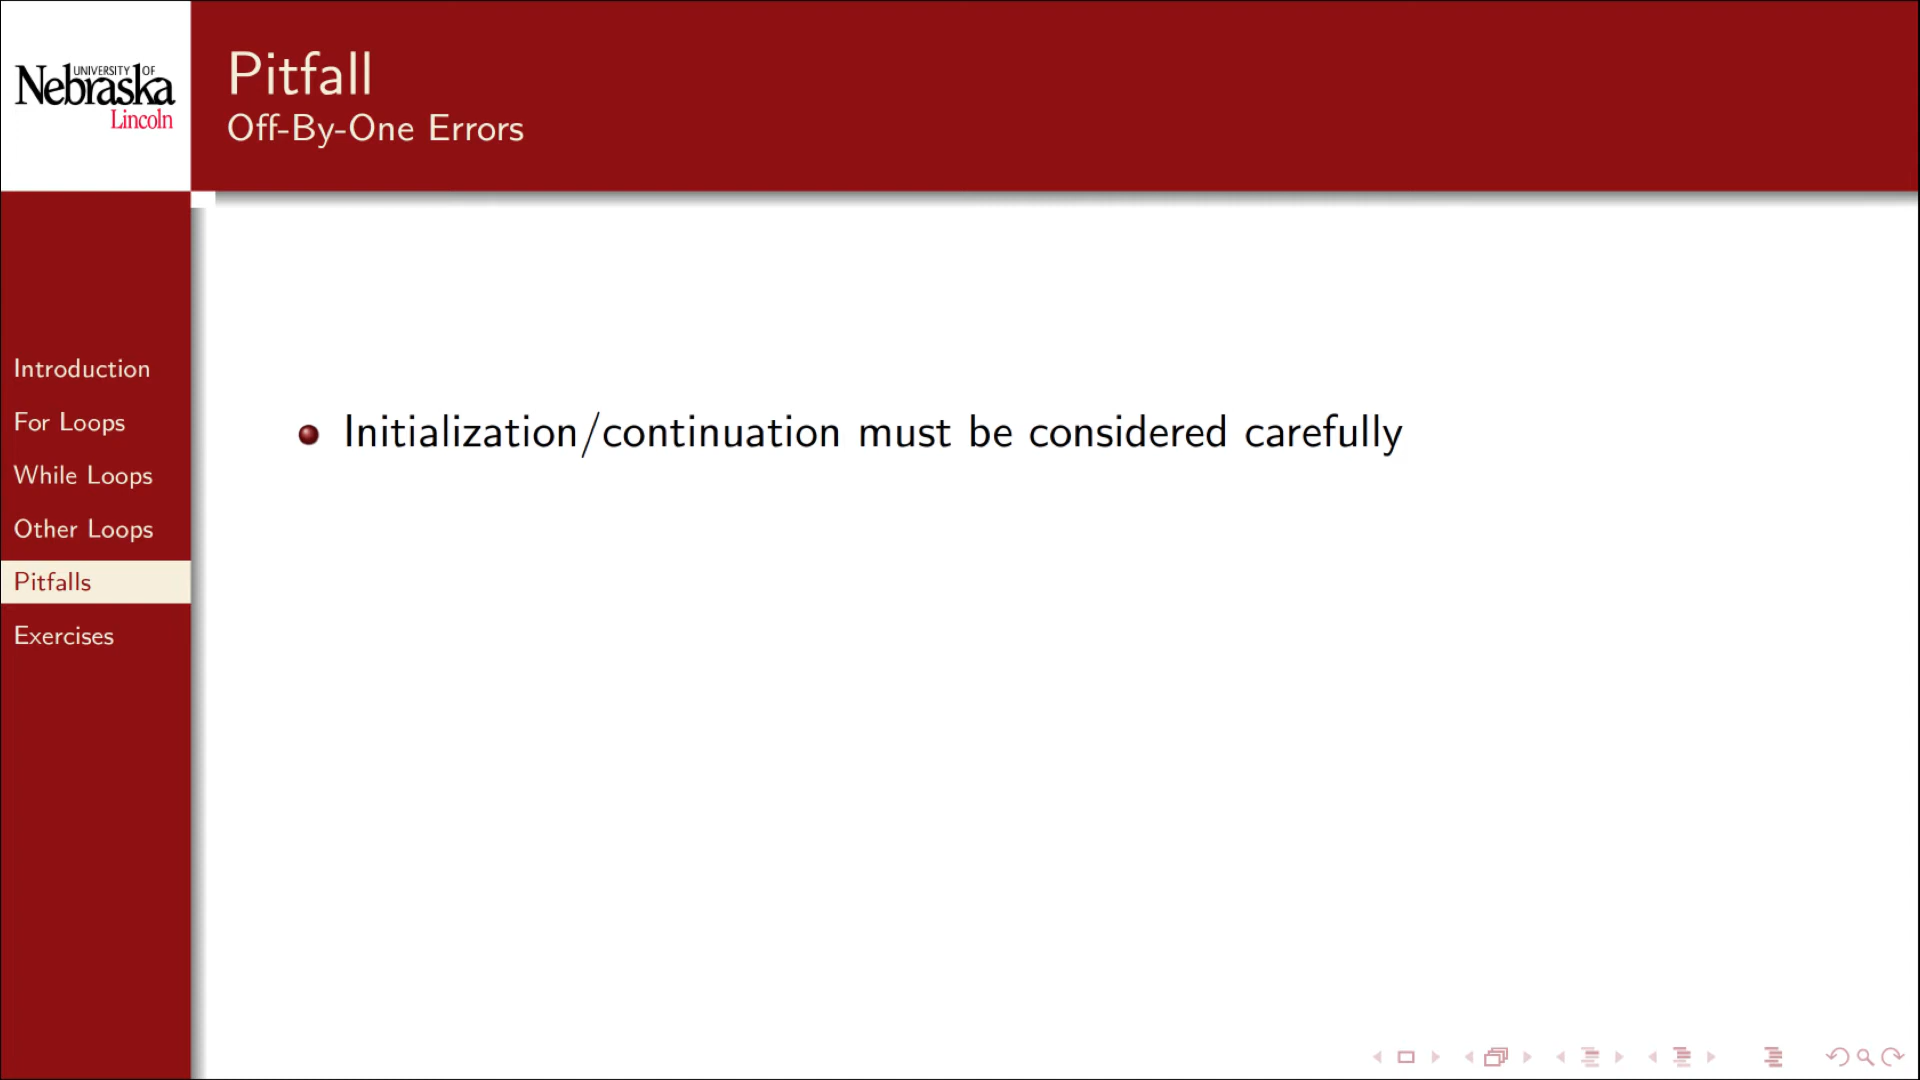 UNIVERSITY OF
Nebraska
Lincoln
Pitfall
Off-By-One Errors
Introduction
For Loops
While Loops
Other Loops
Pitfalls
Exercises
Initialization/continuation must be considered carefully